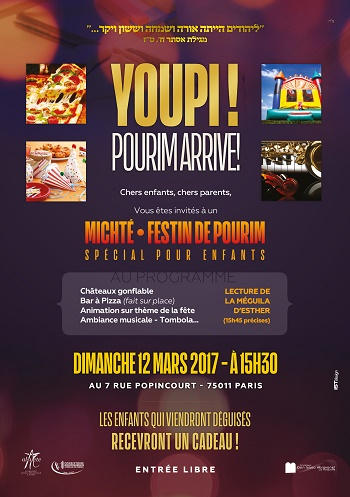 "ליהודים הייתה אורה ושמחה וששון ויקר..."
מגילת אסתר ח, ט"ז
YOUPI !
POURIM ARRIVE!
Chers enfants, chers parents,
Vous êtes invités à un
MICHTÉ • FESTIN DE POURIM
SPÉCIAL POUR ENFANTS
AU PROGRAMME
Châteaux gonflable
Bar à Pizza (fait sur place)
Animation sur thème de la fête
Ambiance musicale - Tombola...
LECTURE DE
LA MÉGUILA
D'ESTHER
(15h45 précises)
DIMANCHE 12 MARS 2017 - À 15H30
AU 7 RUE POPINCOURT - 75011 PARIS
LES ENFANTS QUI VIENDRONT DÉGUISÉS
RECEVRONT UN CADEAU !
ENTRÉE LIBRE